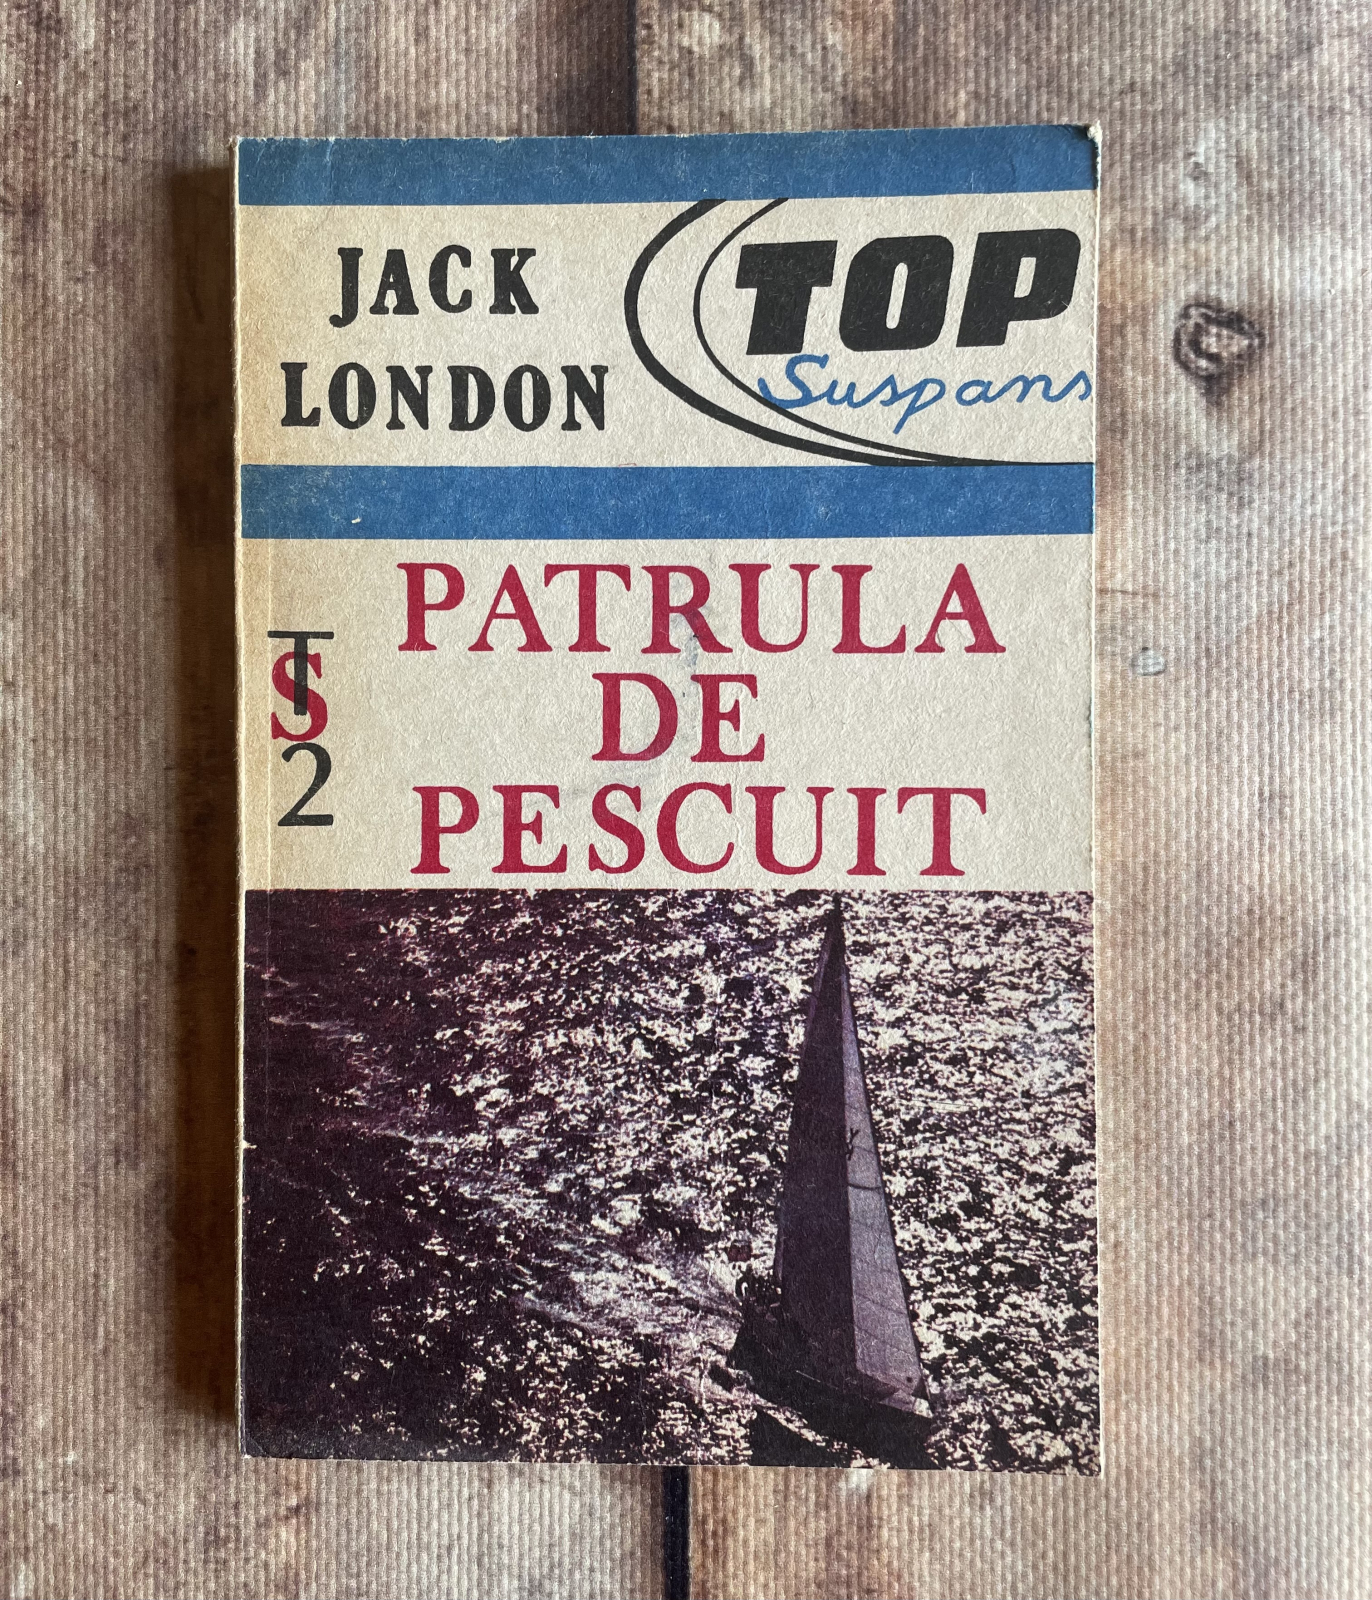 JACK
LONDON
TOP
Suspans
PATRULA
DE
PESCUIT
TS
2